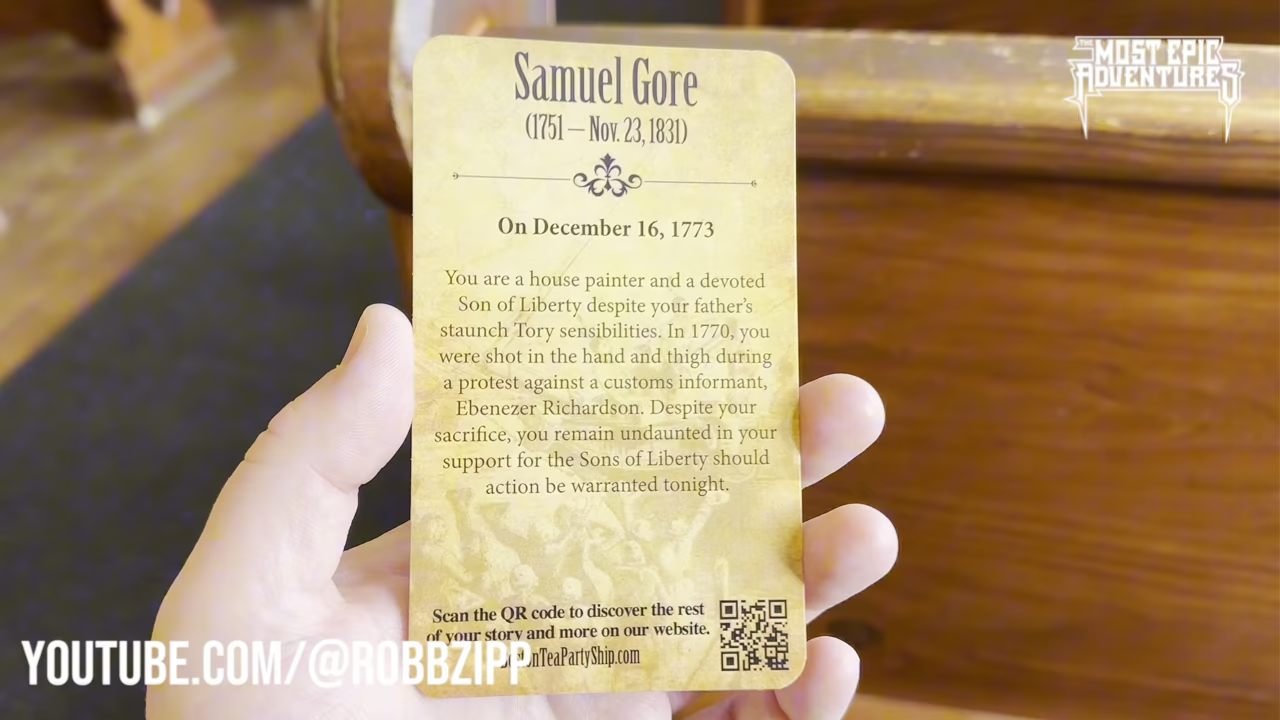 THE
MOST EPIC
ADVENTURES
Samuel Gore
(1751 — Nov. 23, 1831)
On December 16, 1773
You are a house painter and a devoted
Son of Liberty despite your father's
staunch Tory sensibilities. In 1770, you
were shot in the hand and thigh during
a protest against a customs informant,
Ebenezer Richardson. Despite your
sacrifice, you remain undaunted in your
support for the Sons of Liberty should
action be warranted tonight.
Scan the QR code to discover the rest
of your story and more on our website.
YOUTUBE.COM/@ROBBZIPP